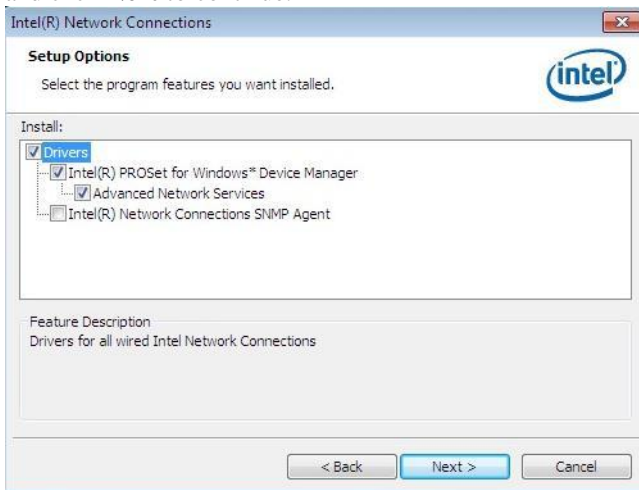 Intel(R) Network Connections
Setup Options
Select the program features you want installed.
intel
Install:
Drivers
Intel(R) PROSet for Windows* Device Manager
Advanced Network Services
Intel(R) Network Connections SNMP Agent
Feature Description
Drivers for all wired Intel Network Connections
< Back
Next >
Cancel